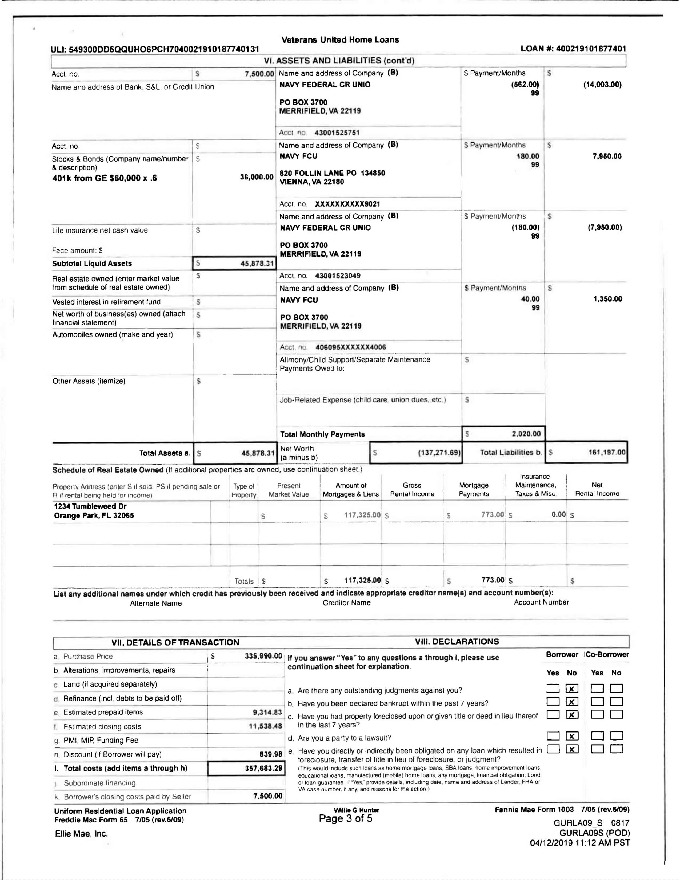 Veterans United Home Loans
ULI: 549300DD6QQUHO6PCH7040021910187740131 LOAN #: 400219101877401
VI. ASSETS AND LIABILITIES (cont'd)
Acct. no. $ 7,500.00 Name and address of Company (B) $ Payment/Months $
Name and address of Bank, S&L, or Credit Union NAVY FEDERAL CR UNIC (562.00) (14,003.00)
99
PO BOX 3700
MERRIFIELD, VA 22119
Acct. no. 43001525751
Acct. no. $ Name and address of Company (B) $ Payment/Months $
Stocks & Bonds (Company name/number $ NAVY FCU 180.00 7,950.00
& description) 99
401k from GE $60,000 x .6 36,000.00 820 FOLLIN LANE PO 134850
VIENNA, VA 22180
Acct. no. XXXXXXXXXX9021
Name and address of Company (B) $ Payment/Months $
Life insurance net cash value $ NAVY FEDERAL CR UNIC (180.00) (7,950.00)
99
Face amount: $ PO BOX 3700
Subtotal Liquid Assets $ 45,878.31 MERRIFIELD, VA 22119
Real estate owned (enter market value $ Acct. no. 43001523049
from schedule of real estate owned) Name and address of Company (B) $ Payment/Months $
Vested interest in retirement fund $ NAVY FCU 40.00 1,350.00
99
Net worth of business(es) owned (attach $ PO BOX 3700
financial statement) MERRIFIELD, VA 22119
Automobiles owned (make and year) $
Acct. no. 406095XXXXXX4006
Alimony/Child Support/Separate Maintenance $
Payments Owed to:
Other Assets (itemize) $
Job-Related Expense (child care, union dues, etc.) $
Total Monthly Payments $ 2,020.00
Total Assets a. $ 45,878.31 Net Worth $ (137,271.69) Total Liabilities b. $ 161,197.00
(a minus b)
Schedule of Real Estate Owned (If additional properties are owned, use continuation sheet.)
Property Address (enter S if sold, PS if pending sale or Type of Present Amount of Gross Mortgage Insurance, Maintenance, Net
R if rental being held for income) Property Market Value Mortgages & Liens Rental Income Payments Taxes & Misc. Rental Income
1234 Tumbleweed Dr
Orange Park, FL 32065 $ $ 117,325.00 $ $ 773.00 $ 0.00 $
Totals $ $ 117,325.00 $ $ 773.00 $ $
List any additional names under which credit has previously been received and indicate appropriate creditor name(s) and account number(s):
Alternate Name Creditor Name Account Number
VII. DETAILS OF TRANSACTION
a. Purchase Price $ 335,990.00
b. Alterations, improvements, repairs
c. Land (if acquired separately)
d. Refinance (incl. debts to be paid off)
e. Estimated prepaid items 9,314.83
f. Estimated closing costs 11,538.48
g. PMI, MIP, Funding Fee
h. Discount (if Borrower will pay) 839.98
i. Total costs (add items a through h) 357,683.29
j. Subordinate financing
k. Borrower's closing costs paid by Seller 7,500.00
VIII. DECLARATIONS
If you answer "Yes" to any questions a through i, please use Borrower Co-Borrower
continuation sheet for explanation. Yes No Yes No
a. Are there any outstanding judgments against you? X
b. Have you been declared bankrupt within the past 7 years? X
c. Have you had property foreclosed upon or given title or deed in lieu thereof X
in the last 7 years?
d. Are you a party to a lawsuit? X
e. Have you directly or indirectly been obligated on any loan which resulted in X
foreclosure, transfer of title in lieu of foreclosure, or judgment?
(This would include such loans as home mortgage loans, SBA loans, home improvement loans,
educational loans, manufactured (mobile) home loans, any mortgage, financial obligation, bond
or loan guarantee. If "Yes," provide details, including date, name and address of Lender, FHA or
VA case number, if any, and reasons for the action.)
Uniform Residential Loan Application Willie G Hunter Fannie Mae Form 1003 7/05 (rev.6/09)
Freddie Mac Form 65 7/05 (rev.6/09) Page 3 of 5
GURLA09_S 0817
Ellie Mae, Inc. GURLA09S (POD)
04/12/2019 11:12 AM PST